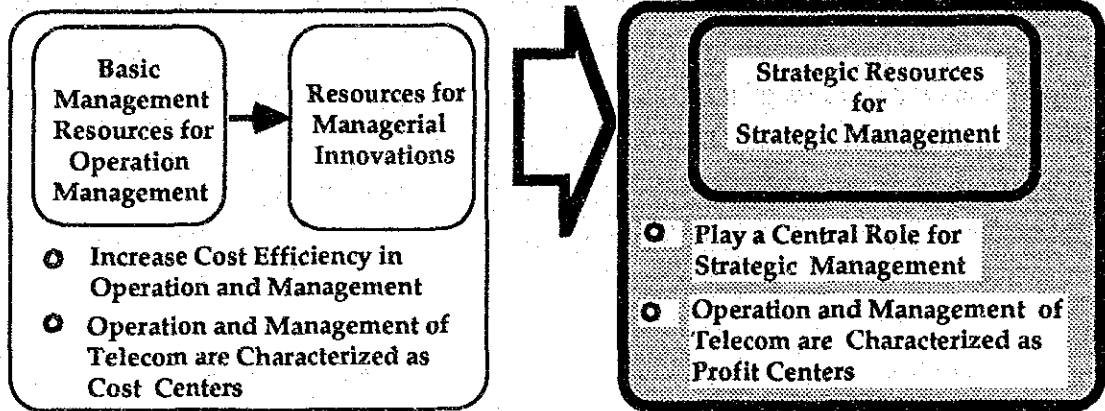 Basic
Management
Resources for
Operation
Management
Resources for
Managerial
Innovations
Increase Cost Efficiency in
Operation and Management
Operation and Management of
Telecom are Characterized as
Cost Centers
Strategic Resources
for
Strategic Management
Play a Central Role for
Strategic Management
Operation and Management of
Telecom are Characterized as
Profit Centers